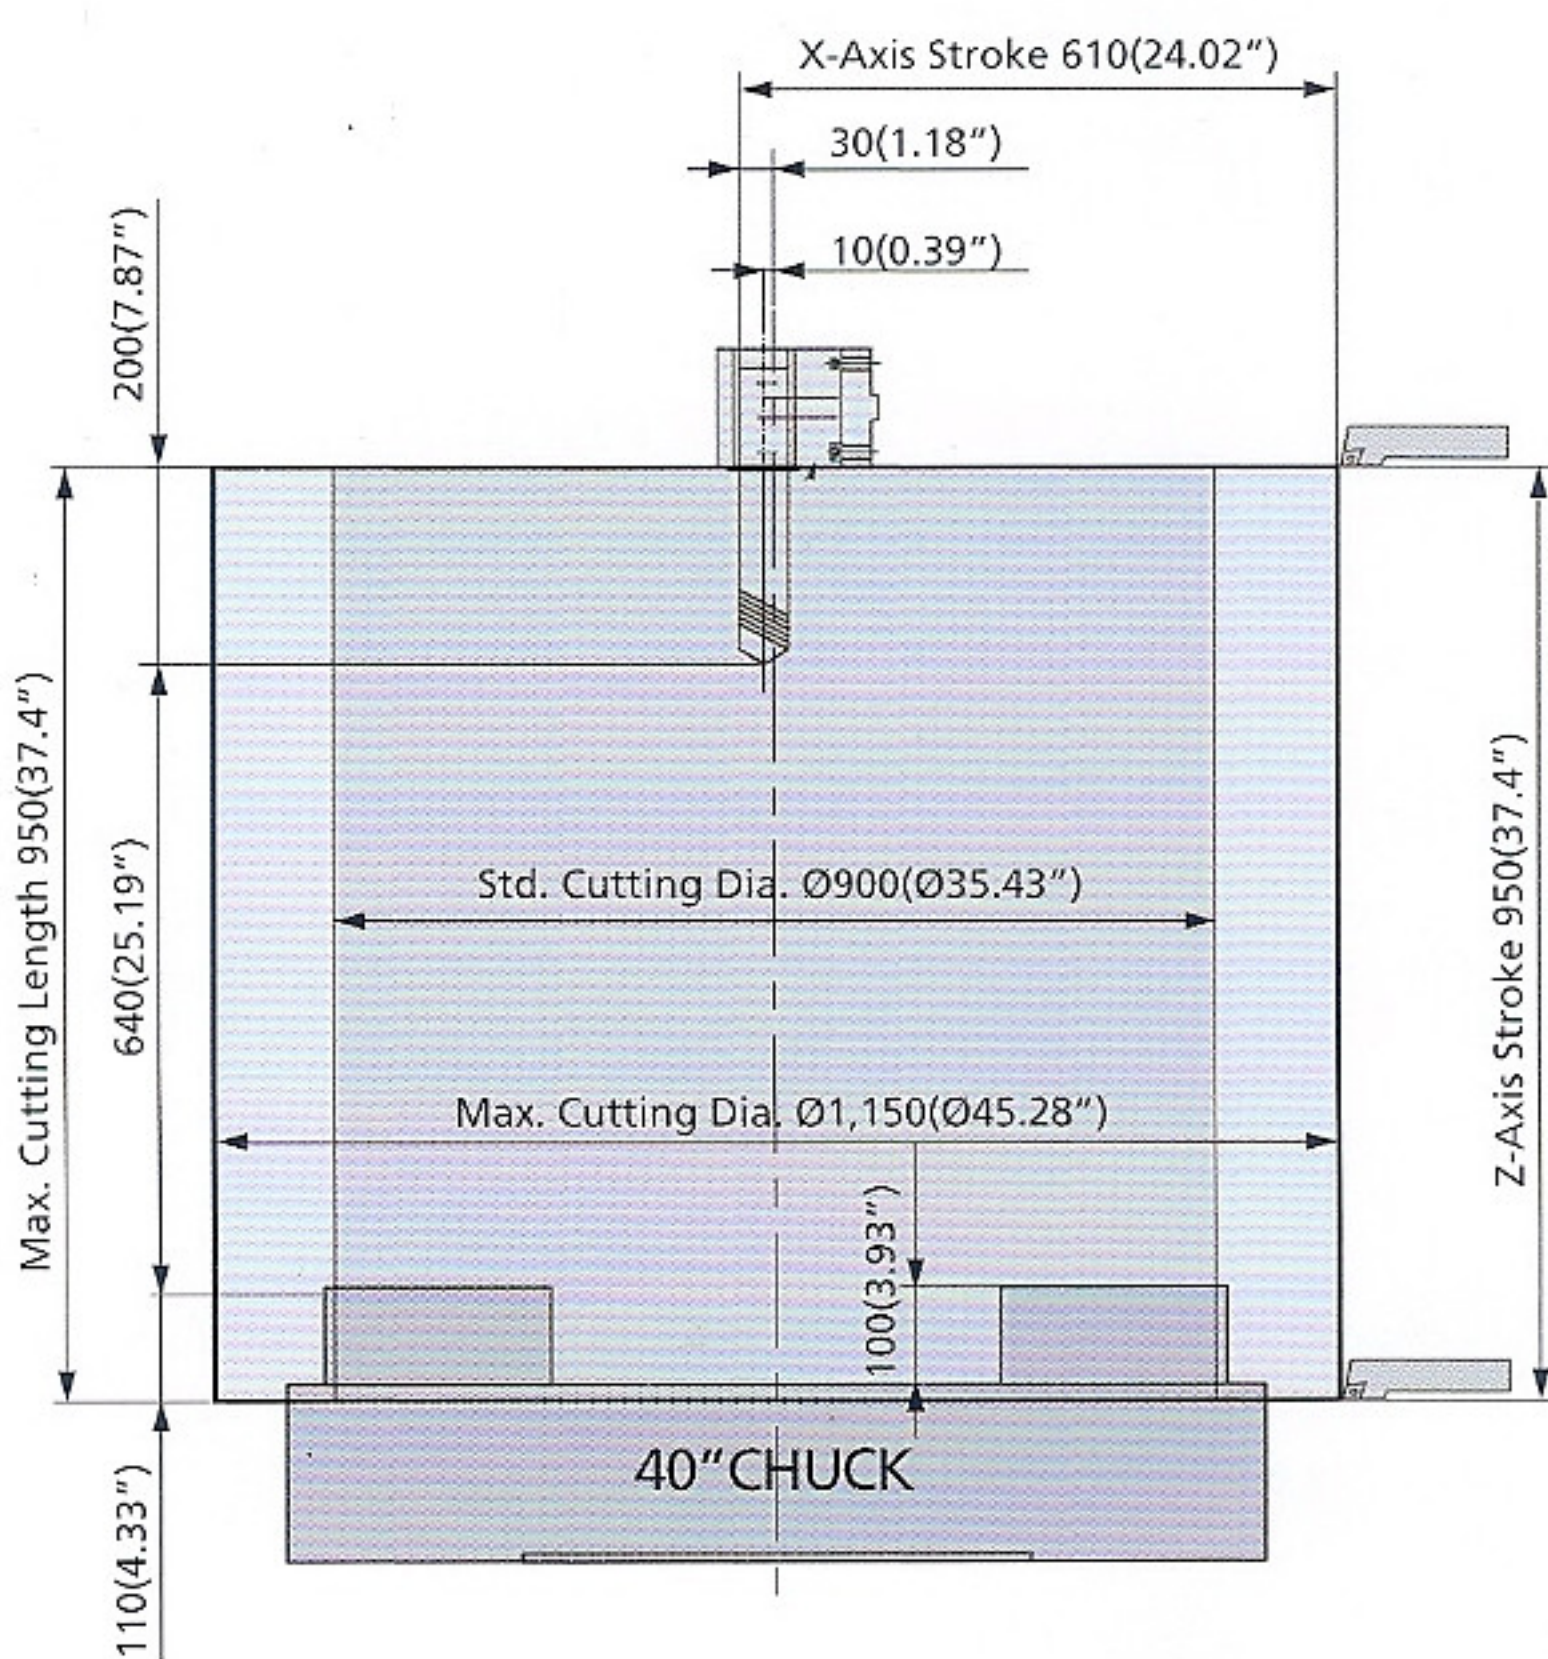 X-Axis Stroke 610(24.02")
30(1.18")
10(0.39")
200(7.87")
Max. Cutting Length 950(37.4")
640(25.19")
Std. Cutting Dia. Ø900(Ø35.43")
Z-Axis Stroke 950(37.4")
Max. Cutting Dia. Ø1,150(Ø45.28")
100(3.93")
40"CHUCK
110(4.33")